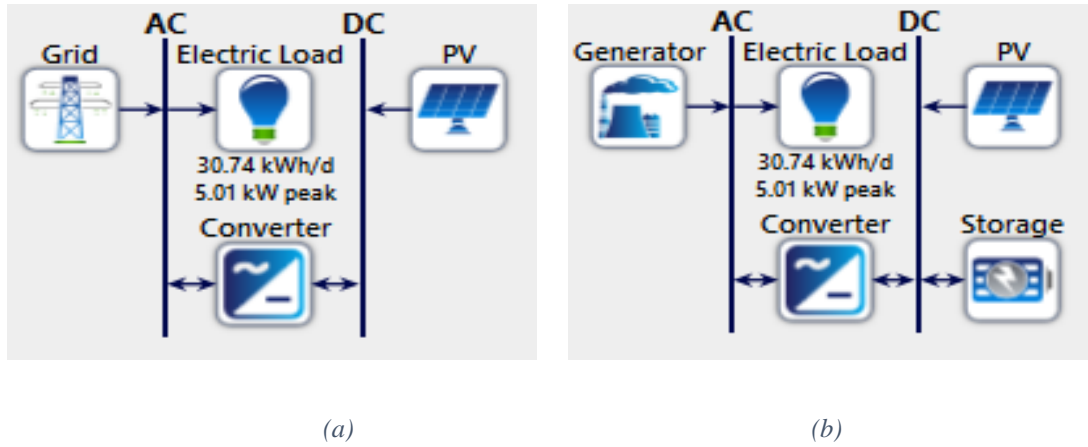 AC DC
Grid Electric Load PV
30.74 kWh/d
5.01 kW peak
Converter
(a)
AC DC
Generator Electric Load PV
30.74 kWh/d
5.01 kW peak
Converter Storage
(b)